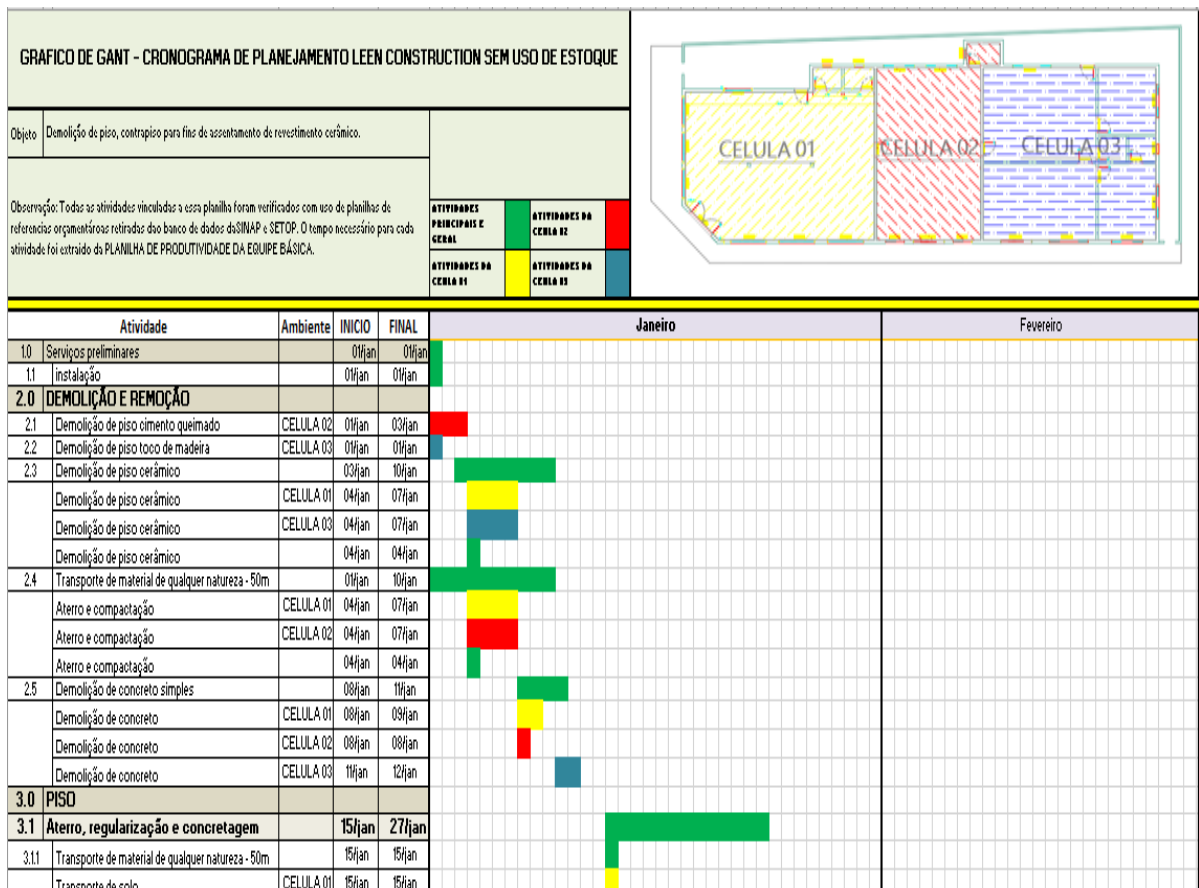 GRAFICO DE GANT - CRONOGRAMA DE PLANEJAMENTO LEEN CONSTRUCTION SEM USO DE ESTOQUE
Objeto Demolição de piso, contrapiso para fins de assentamento de revestimento cerâmico.
Observação: Todas as atividades vinculadas a essa planilha foram verificados com uso de planilhas de
referencias orçamentároas retiradas dao banco de dados daSINAP e SETOP. O tempo necessário para cada
atividade foi extraido da PLANILHA DE PRODUTIVIDADE DA EQUIPE BÁSICA.
ATIVIDADES
PRINCIPAIS E
GERAL
ATIVIDADES DA
ATIVIDADES DA
ATIVIDADES DA
CELULA 01
CELULA 02
CELULA 03
Atividade Ambiente INICIO FINAL Janeiro Fevereiro
1.0 Serviços preliminares 01/jan 01/jan
1.1 instalação 01/jan 01/jan
2.0 DEMOLIÇÃO E REMOÇÃO
2.1 Demolição de piso cimento queimado CELULA 02 01/jan 03/jan
2.2 Demolição de piso toco de madeira CELULA 03 01/jan 01/jan
2.3 Demolição de piso cerâmico 03/jan 10/jan
Demolição de piso cerâmico CELULA 01 04/jan 07/jan
Demolição de piso cerâmico CELULA 03 04/jan 07/jan
Demolição de piso cerâmico 04/jan 04/jan
2.4 Transporte de material de qualquer natureza - 50m 01/jan 10/jan
Aterro e compactação CELULA 01 04/jan 07/jan
Aterro e compactação CELULA 02 04/jan 07/jan
Aterro e compactação 04/jan 04/jan
2.5 Demolição de concreto simples 08/jan 11/jan
Demolição de concreto CELULA 01 08/jan 09/jan
Demolição de concreto CELULA 02 08/jan 08/jan
Demolição de concreto CELULA 03 11/jan 12/jan
3.0 PISO
3.1 Aterro, regularização e concretagem 15/jan 27/jan
3.1.1 Transporte de material de qualquer natureza - 50m 15/jan 15/jan
Transporte de solo CELULA 01 15/jan 15/jan